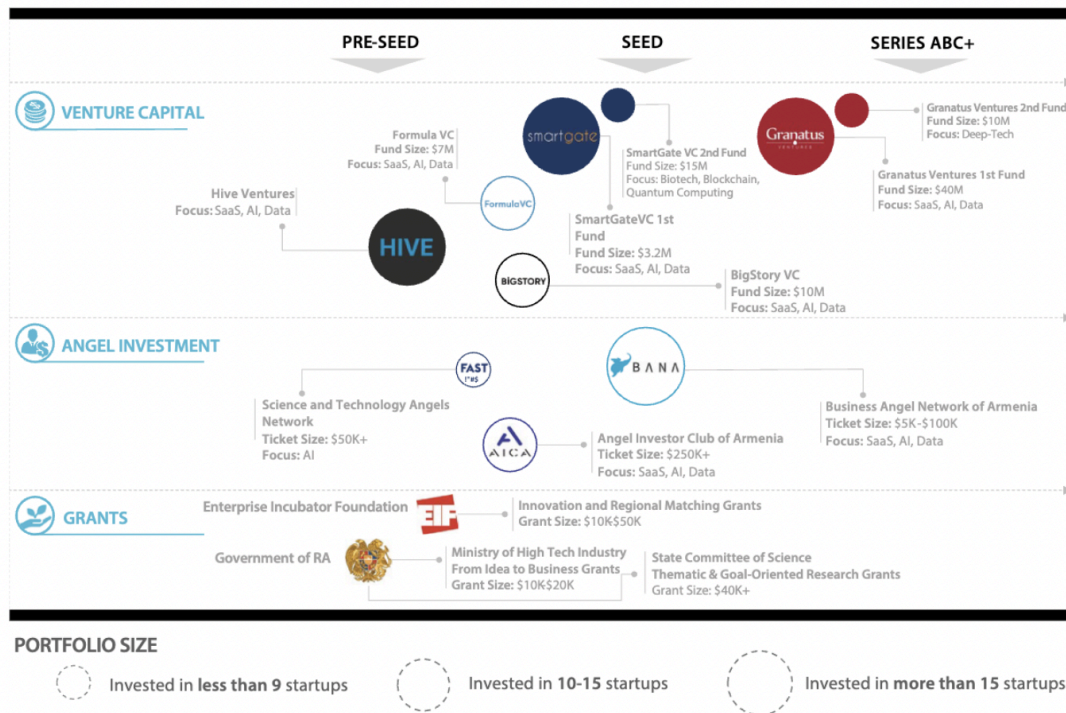 PRE-SEED
SEED
SERIES ABC+
VENTURE CAPITAL
Formula VC
Fund Size: $7M
Focus: SaaS, AI, Data
Hive Ventures
Focus: SaaS, AI, Data
HIVE
FormulaVC
BIGSTORY
smartgate
SmartGate VC 2nd Fund
Fund Size: $15M
Focus: Biotech, Blockchain,
Quantum Computing
SmartGateVC 1st
Fund
Fund Size: $3.2M
Focus: SaaS, AI, Data
BigStory VC
Fund Size: $10M
Focus: SaaS, AI, Data
Granatus
VENTURES
Granatus Ventures 2nd Fund
Fund Size: $10M
Focus: Deep-Tech
Granatus Ventures 1st Fund
Fund Size: $40M
Focus: SaaS, AI, Data
ANGEL INVESTMENT
FAST
!"#$
Science and Technology Angels
Network
Ticket Size: $50K+
Focus: AI
AICA
Angel Investor Club of Armenia
Ticket Size: $250K+
Focus: SaaS, AI, Data
BANA
Business Angel Network of Armenia
Ticket Size: $5K-$100K
Focus: SaaS, AI, Data
GRANTS
Enterprise Incubator Foundation
EIF
Innovation and Regional Matching Grants
Grant Size: $10K-$50K
Government of RA
Ministry of High Tech Industry
From Idea to Business Grants
Grant Size: $10K-$20K
State Committee of Science
Thematic & Goal-Oriented Research Grants
Grant Size: $40K+
PORTFOLIO SIZE
Invested in less than 9 startups
Invested in 10-15 startups
Invested in more than 15 startups